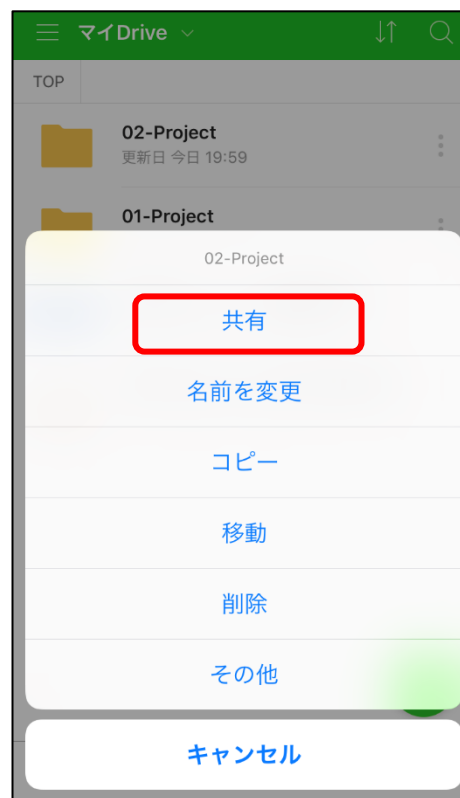 マイDrive
TOP
02-Project
更新日 今日 19:59
01-Project
02-Project
共有
名前を変更
コピー
移動
削除
その他
キャンセル